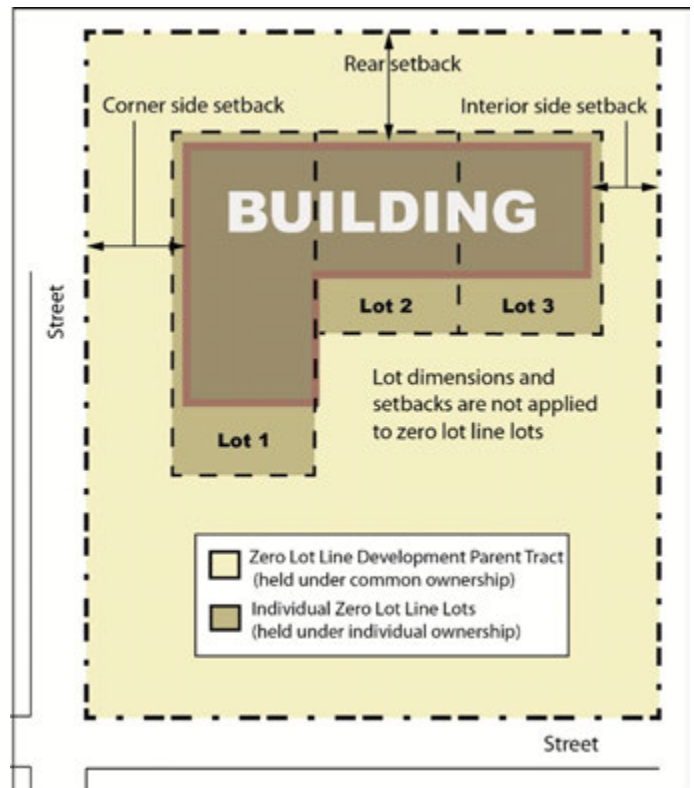 Rear setback
Corner side setback
Interior side setback
BUILDING
Street
Lot 2
Lot 3
Lot dimensions and
setbacks are not applied
to zero lot line lots
Lot 1
Zero Lot Line Development Parent Tract
(held under common ownership)
Individual Zero Lot Line Lots
(held under individual ownership)
Street